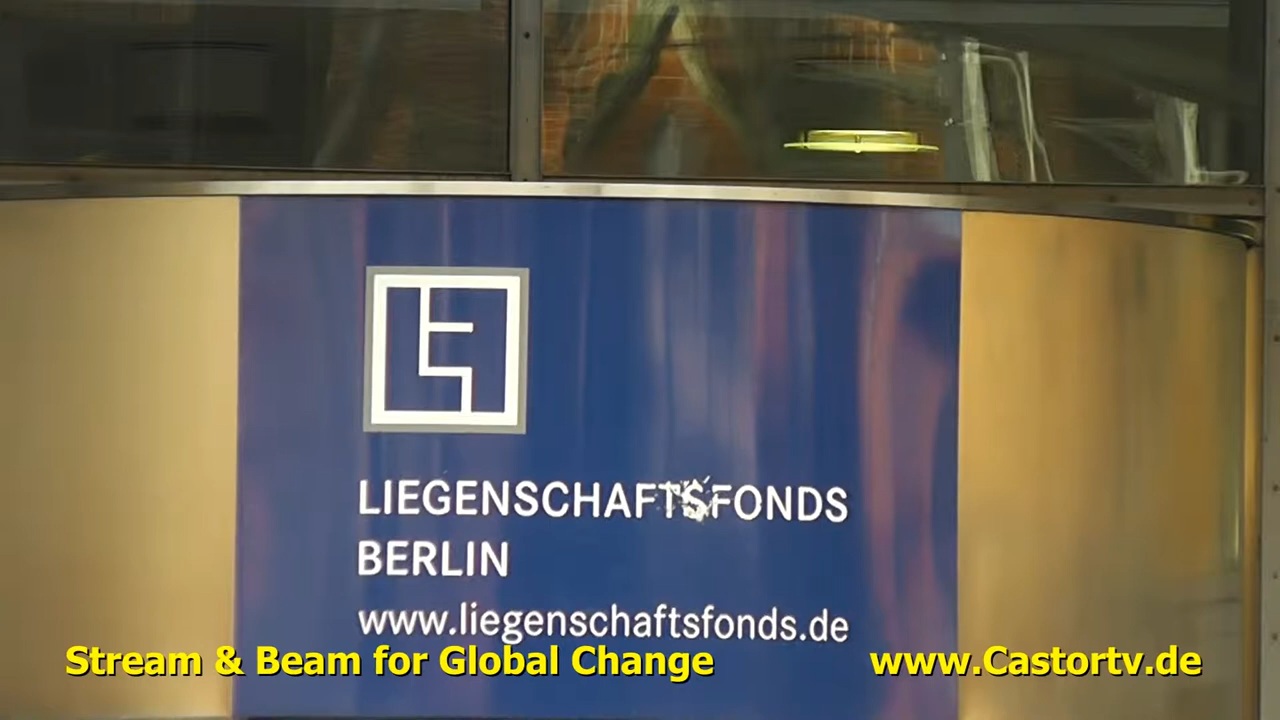 LIEGENSCHAFTSFONDS
BERLIN
www.liegenschaftsfonds.de
Stream & Beam for Global Change www.Castortv.de